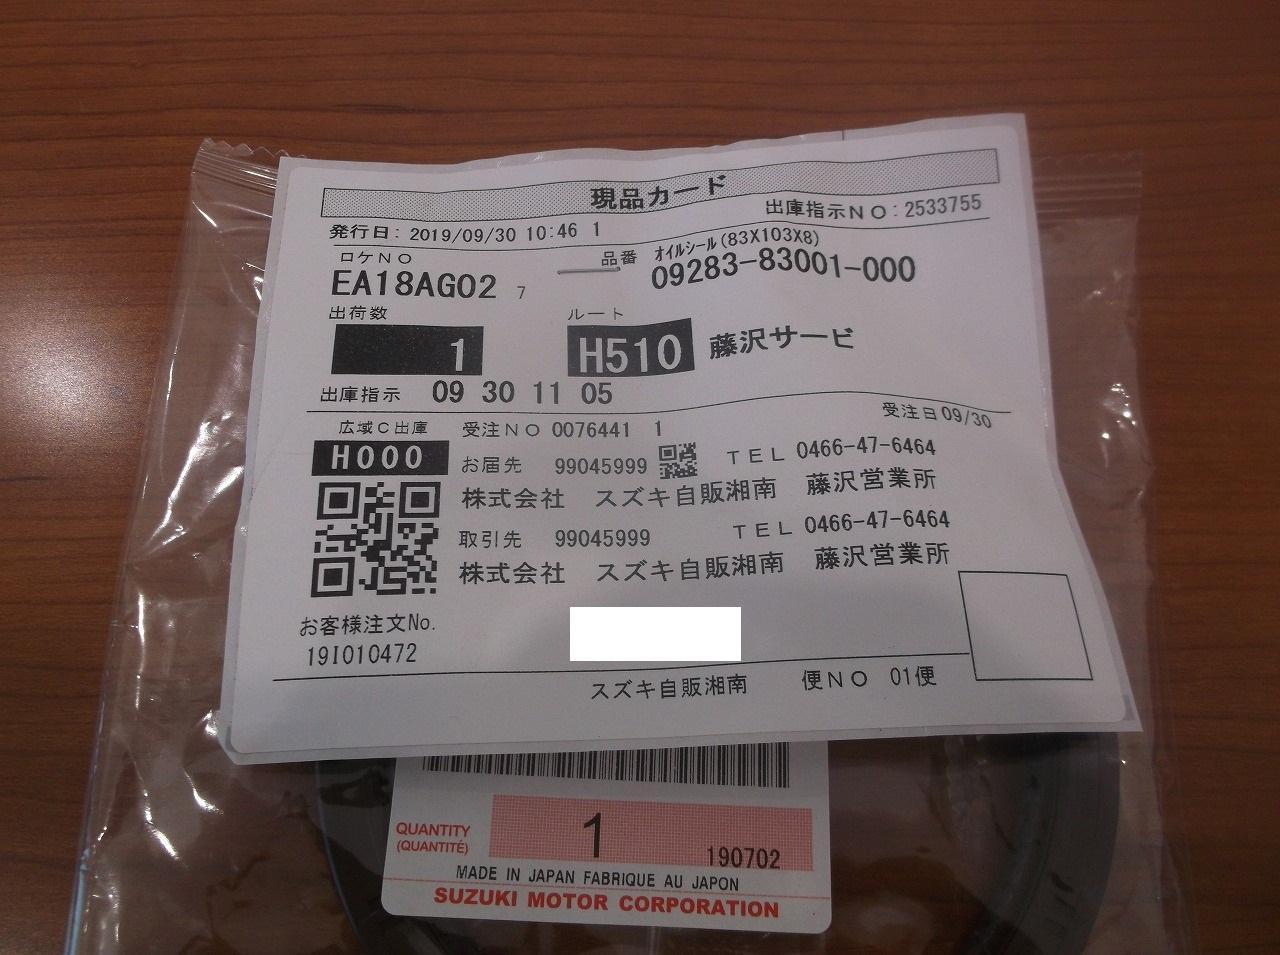 現品カード
出庫指示NO:2533755
発行日: 2019/09/30 10:46 1
ロケNO
EA18AG02 7
品番 オイルシール(83X103X8)
09283-83001-000
出荷数 ルート
1 H510 藤沢サービ
出庫指示 09 30 11 05
受注日09/30
広域C出庫 受注NO 0076441 1
H000 お届先 99045999 TEL 0466-47-6464
株式会社 スズキ自販湘南 藤沢営業所
取引先 99045999 TEL 0466-47-6464
株式会社 スズキ自販湘南 藤沢営業所
お客様注文No.
19I010472
スズキ自販湘南 便NO 01便
QUANTITY
(QUANTITÉ)
1
190702
MADE IN JAPAN FABRIQUE AU JAPON
SUZUKI MOTOR CORPORATION